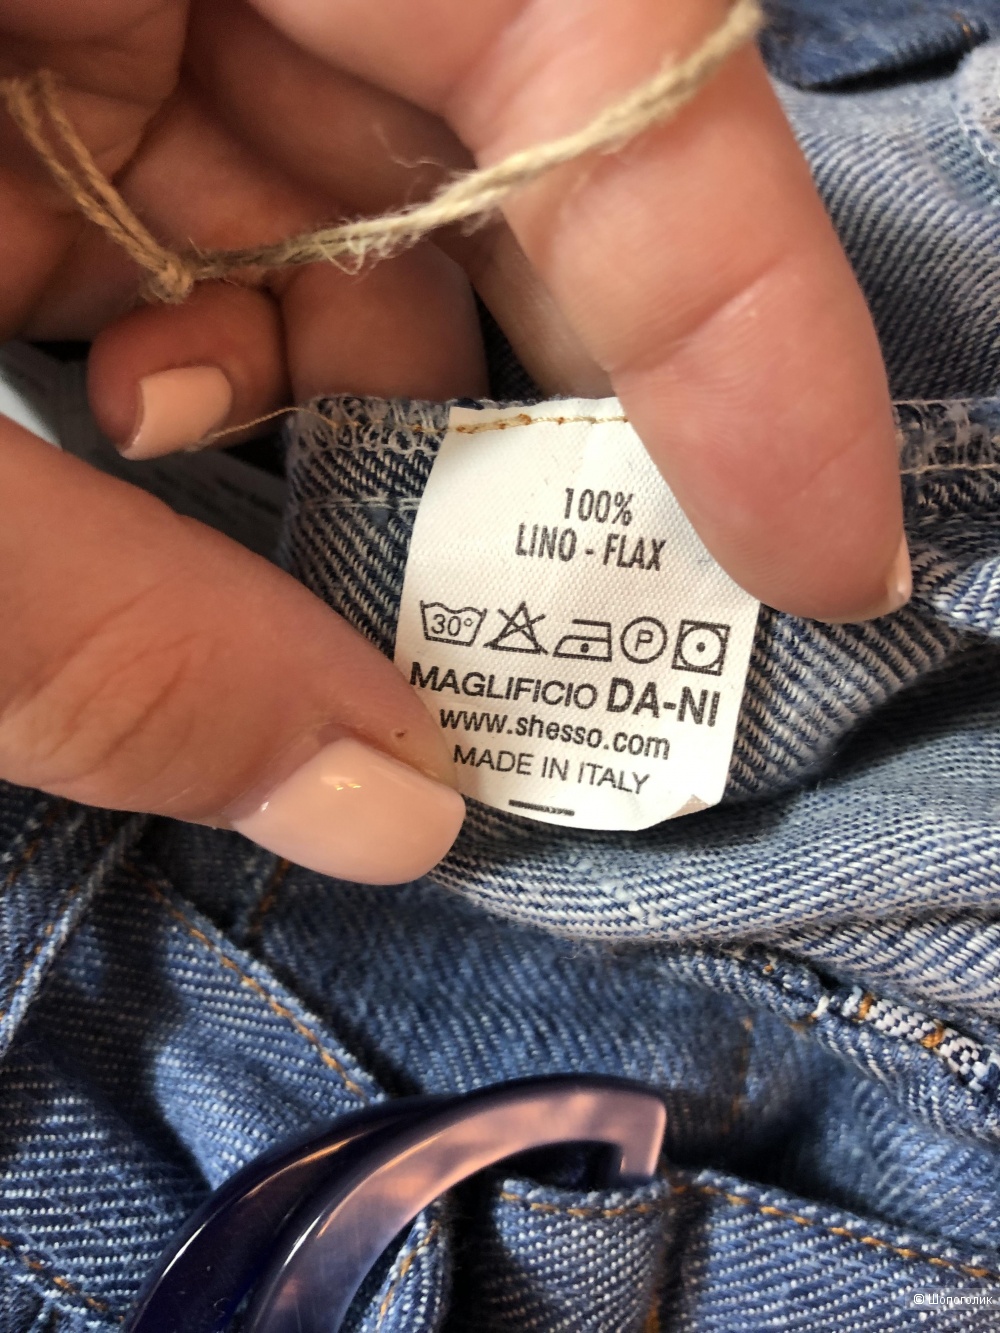 100%
LINO - FLAX
30° P
MAGLIFICIO DA-NI
www.shesso.com
MADE IN ITALY
© Шопоголик